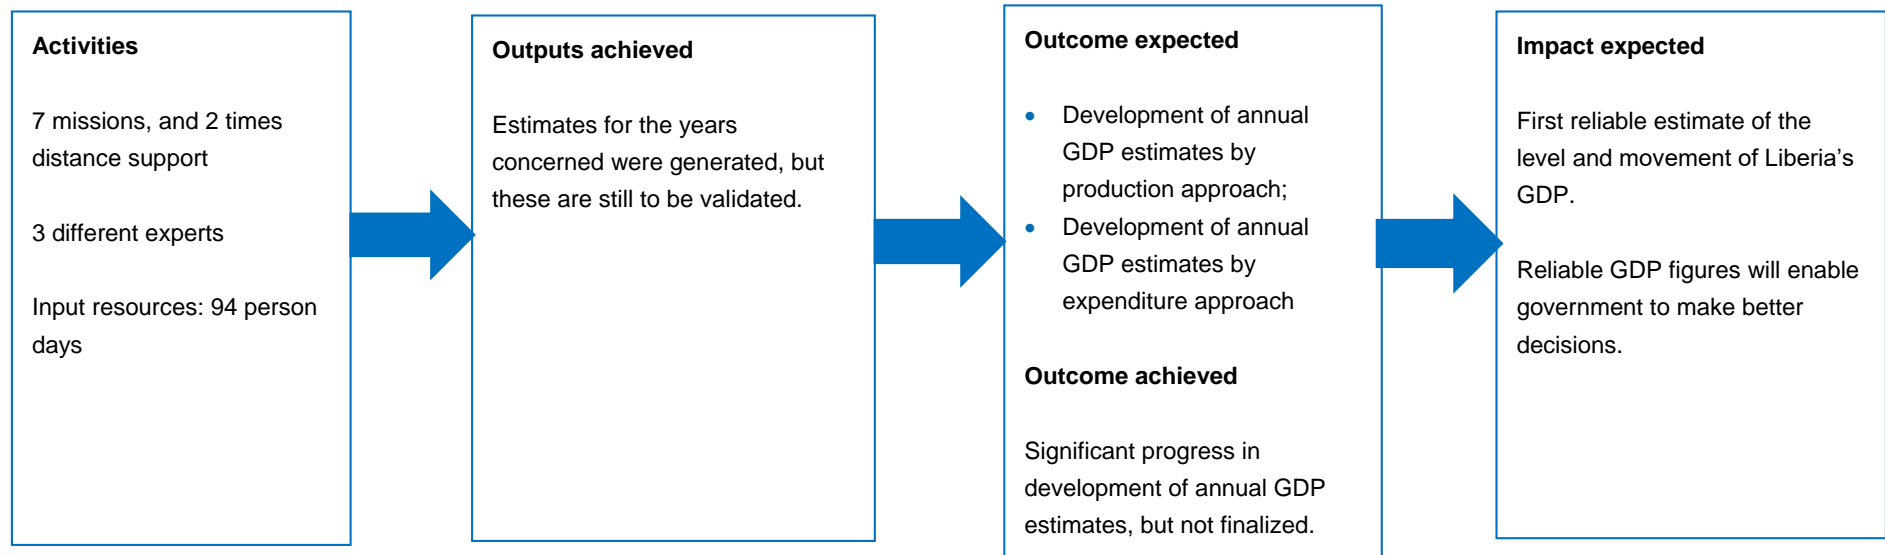 Activities
7 missions, and 2 times
distance support
3 different experts
Input resources: 94 person
days
Outputs achieved
Estimates for the years
concerned were generated, but
these are still to be validated.
Outcome expected
• Development of annual
GDP estimates by
production approach;
• Development of annual
GDP estimates by
expenditure approach
Outcome achieved
Significant progress in
development of annual GDP
estimates, but not finalized.
Impact expected
First reliable estimate of the
level and movement of Liberia’s
GDP.
Reliable GDP figures will enable
government to make better
decisions.